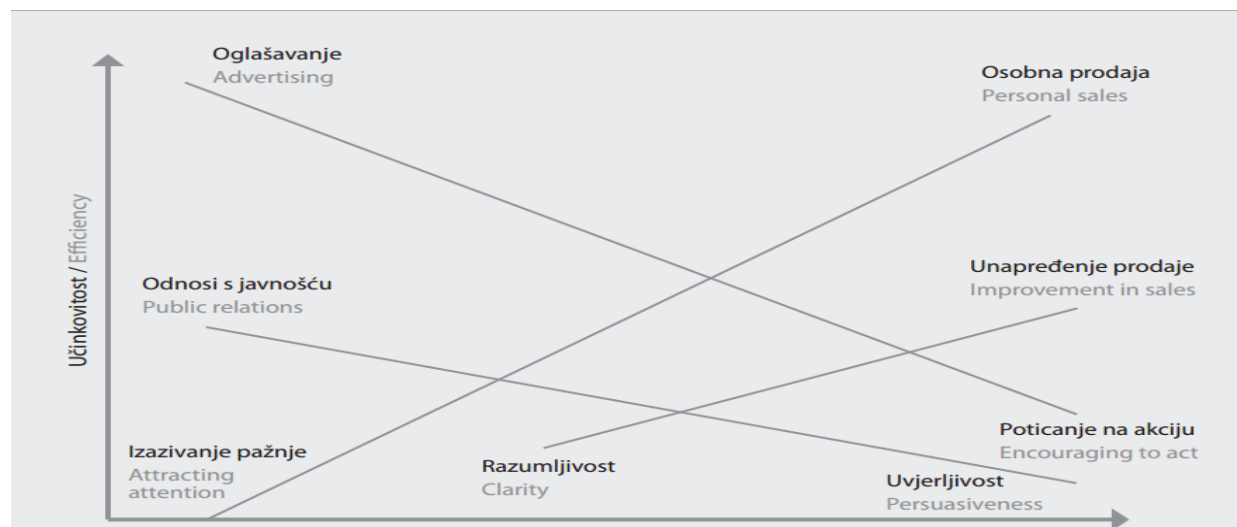 Oglašavanje
Advertising
Osobna prodaja
Personal sales
Učinkovitost / Efficiency
Odnosi s javnošću
Public relations
Unapređenje prodaje
Improvement in sales
Izazivanje pažnje
Attracting
attention
Razumljivost
Clarity
Poticanje na akciju
Encouraging to act
Uvjerljivost
Persuasiveness